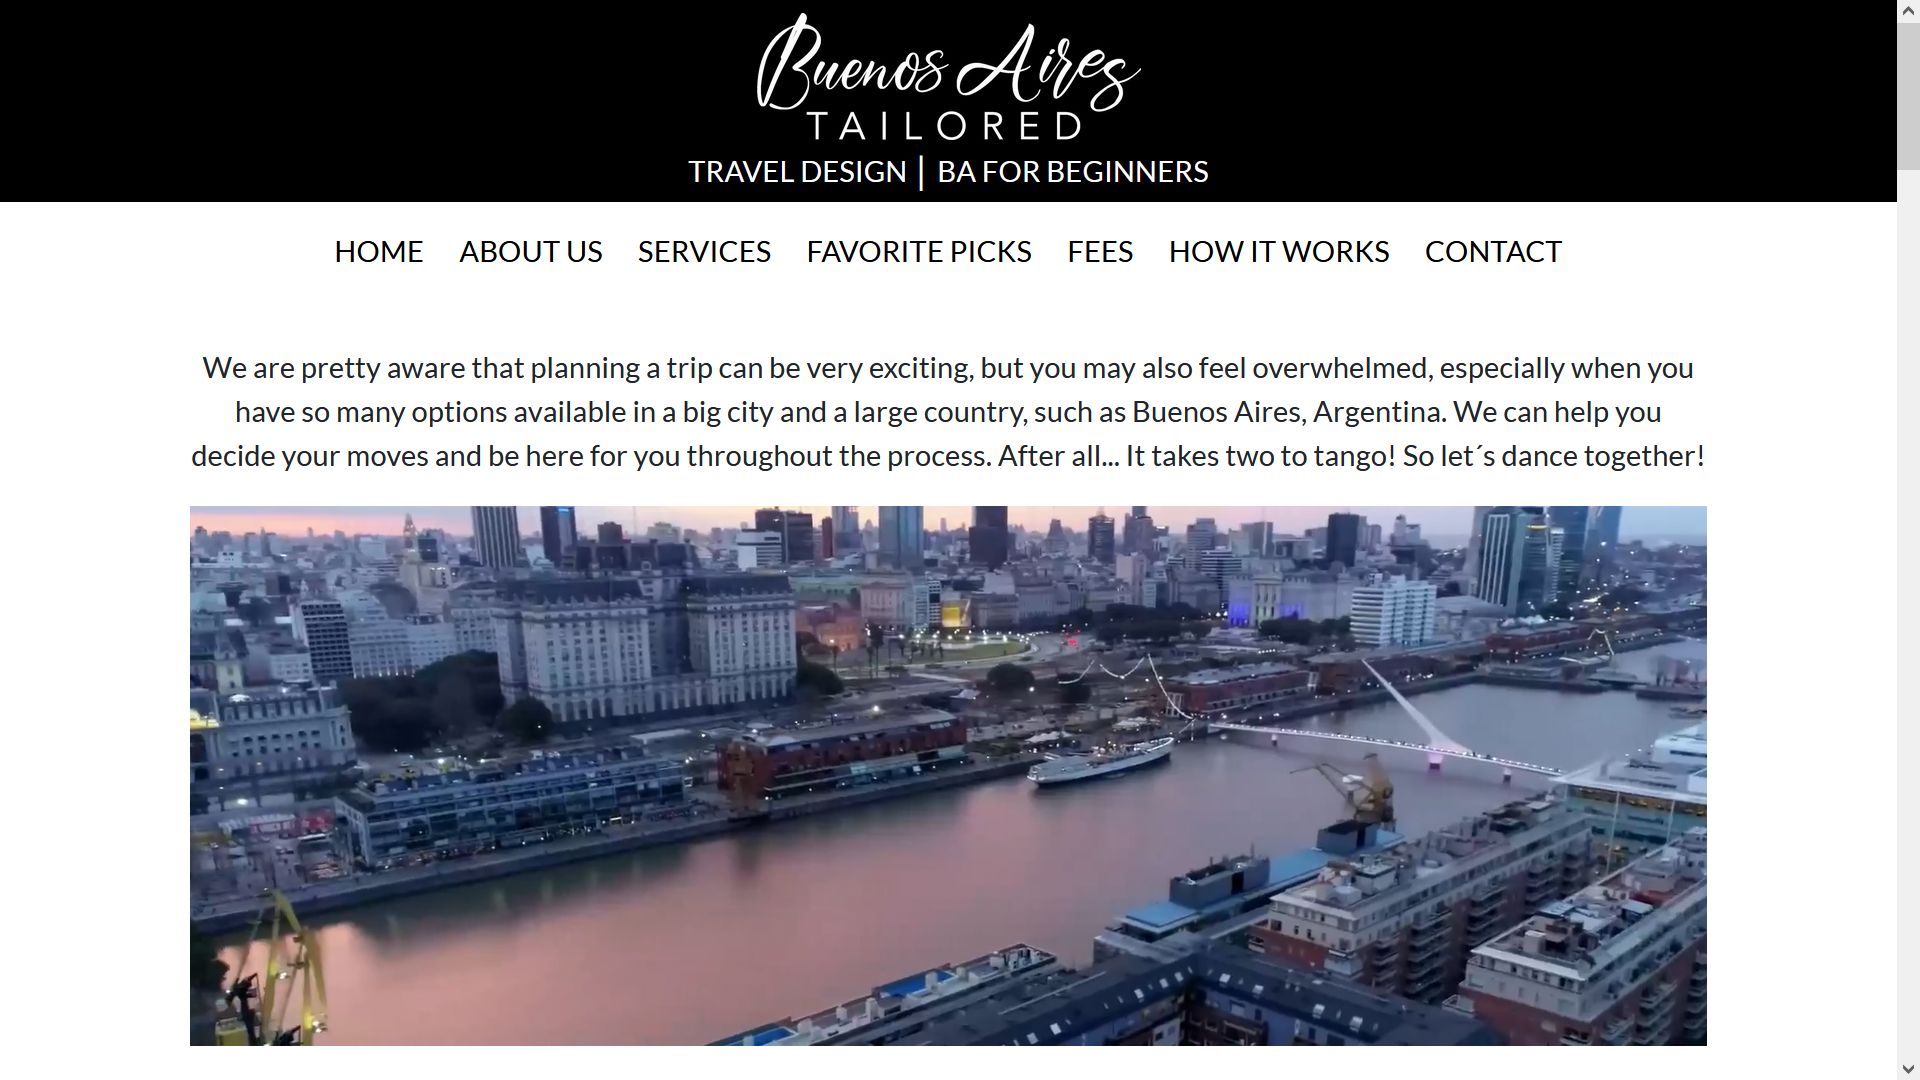 Buenos Aires
TAILORED
TRAVEL DESIGN | BA FOR BEGINNERS
HOME ABOUT US SERVICES FAVORITE PICKS FEES HOW IT WORKS CONTACT
We are pretty aware that planning a trip can be very exciting, but you may also feel overwhelmed, especially when you
have so many options available in a big city and a large country, such as Buenos Aires, Argentina. We can help you
decide your moves and be here for you throughout the process. After all... It takes two to tango! So let´s dance together!